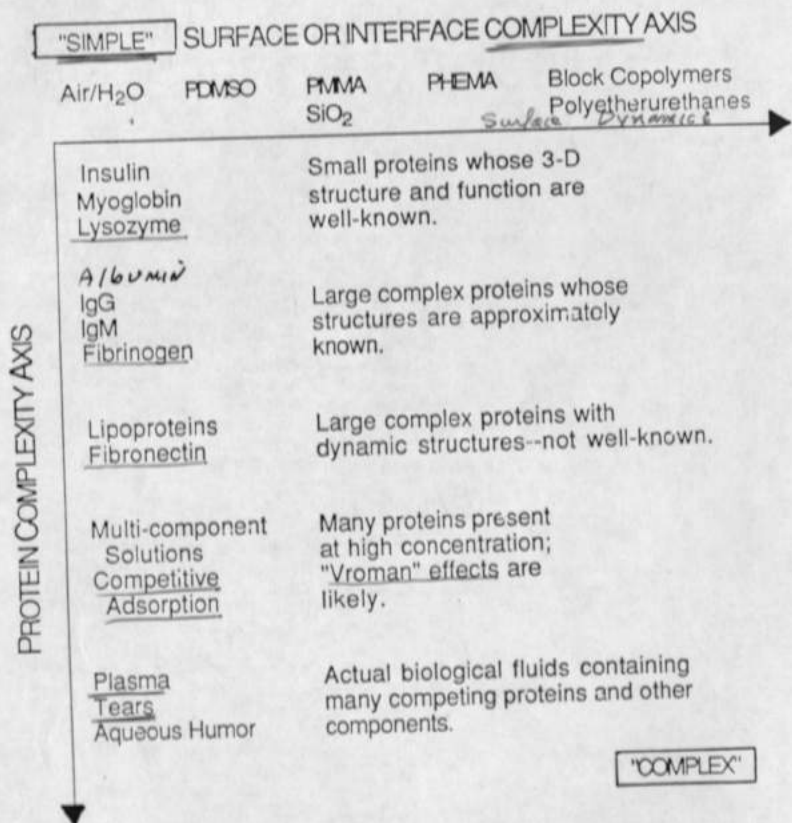 "SIMPLE" SURFACE OR INTERFACE COMPLEXITY AXIS
Air/H2O PDMSO PMMA PHEMA Block Copolymers
SiO2 Polyetherurethanes
Surface Dynamics
Insulin Small proteins whose 3-D
Myoglobin structure and function are
Lysozyme well-known.
Albumin
IgG Large complex proteins whose
IgM structures are approximately
Fibrinogen known.
PROTEIN COMPLEXITY AXIS
Lipoproteins Large complex proteins with
Fibronectin dynamic structures--not well-known.
Multi-component Many proteins present
Solutions at high concentration;
Competitive "Vroman" effects are
Adsorption likely.
Plasma Actual biological fluids containing
Tears many competing proteins and other
Aqueous Humor components.
"COMPLEX"